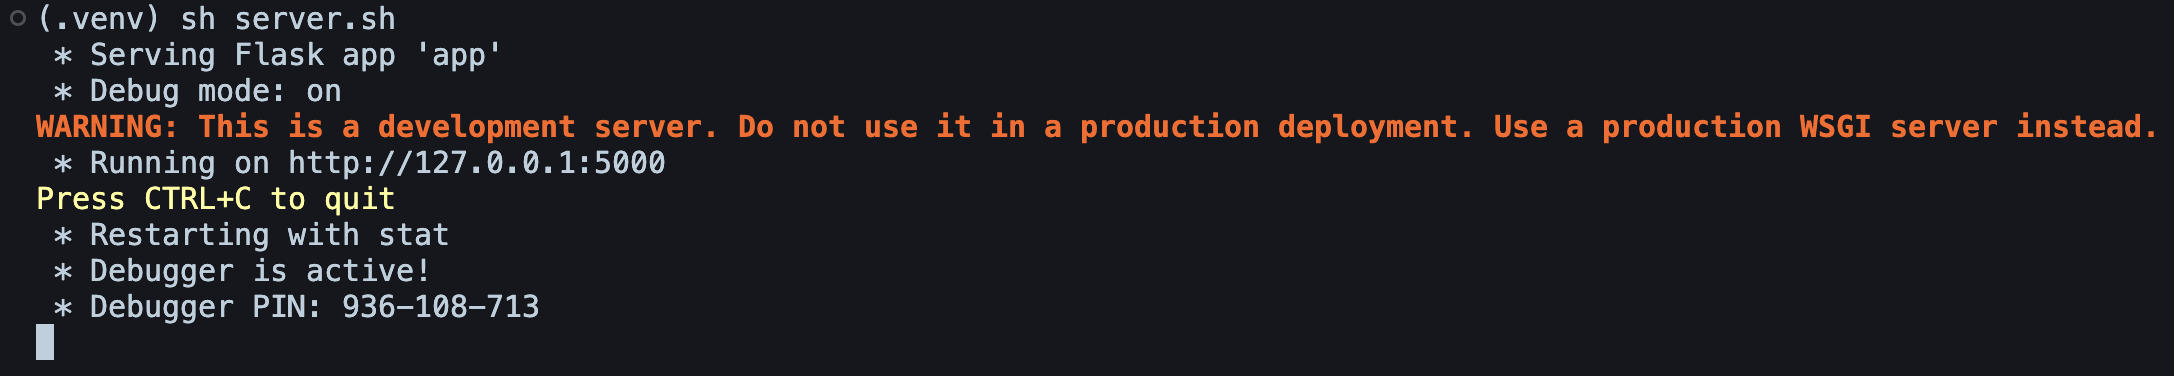 (.venv) sh server.sh
 * Serving Flask app 'app'
 * Debug mode: on
WARNING: This is a development server. Do not use it in a production deployment. Use a production WSGI server instead.
 * Running on http://127.0.0.1:5000
Press CTRL+C to quit
 * Restarting with stat
 * Debugger is active!
 * Debugger PIN: 936-108-713